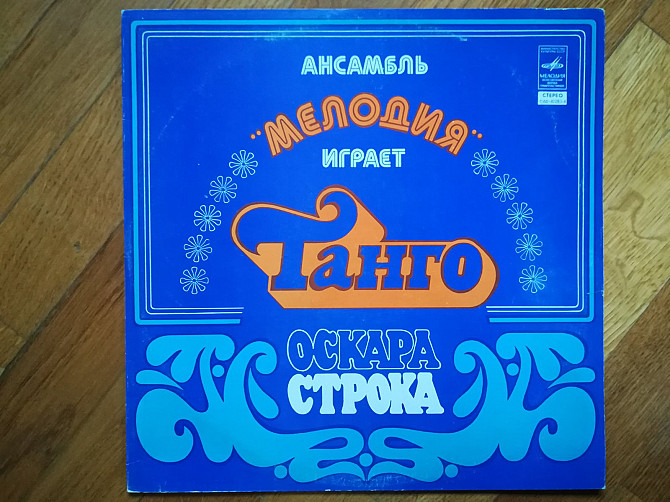 АНСАМБЛЬ
"МЕЛОДИЯ"
ИГРАЕТ
Танго
ОСКАРА
СТРОКА
МЕЛОДИЯ
СТЕРЕО